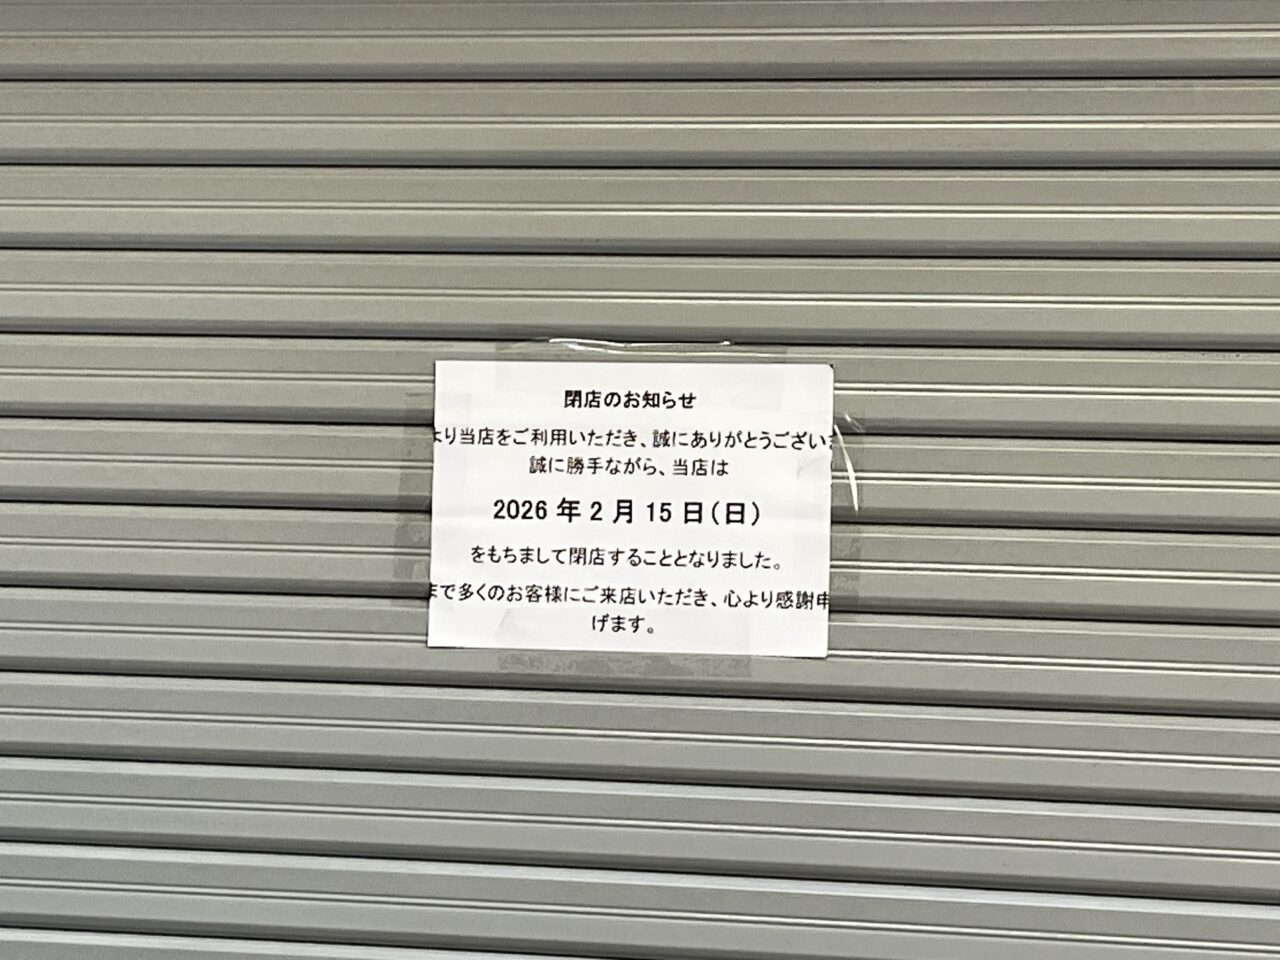 閉店のお知らせ
より当店をご利用いただき、誠にありがとうござい
誠に勝手ながら、当店は
2026 年 2 月 15 日(日)
をもちまして閉店することとなりました。
まで多くのお客様にご来店いただき、心より感謝申
げます。